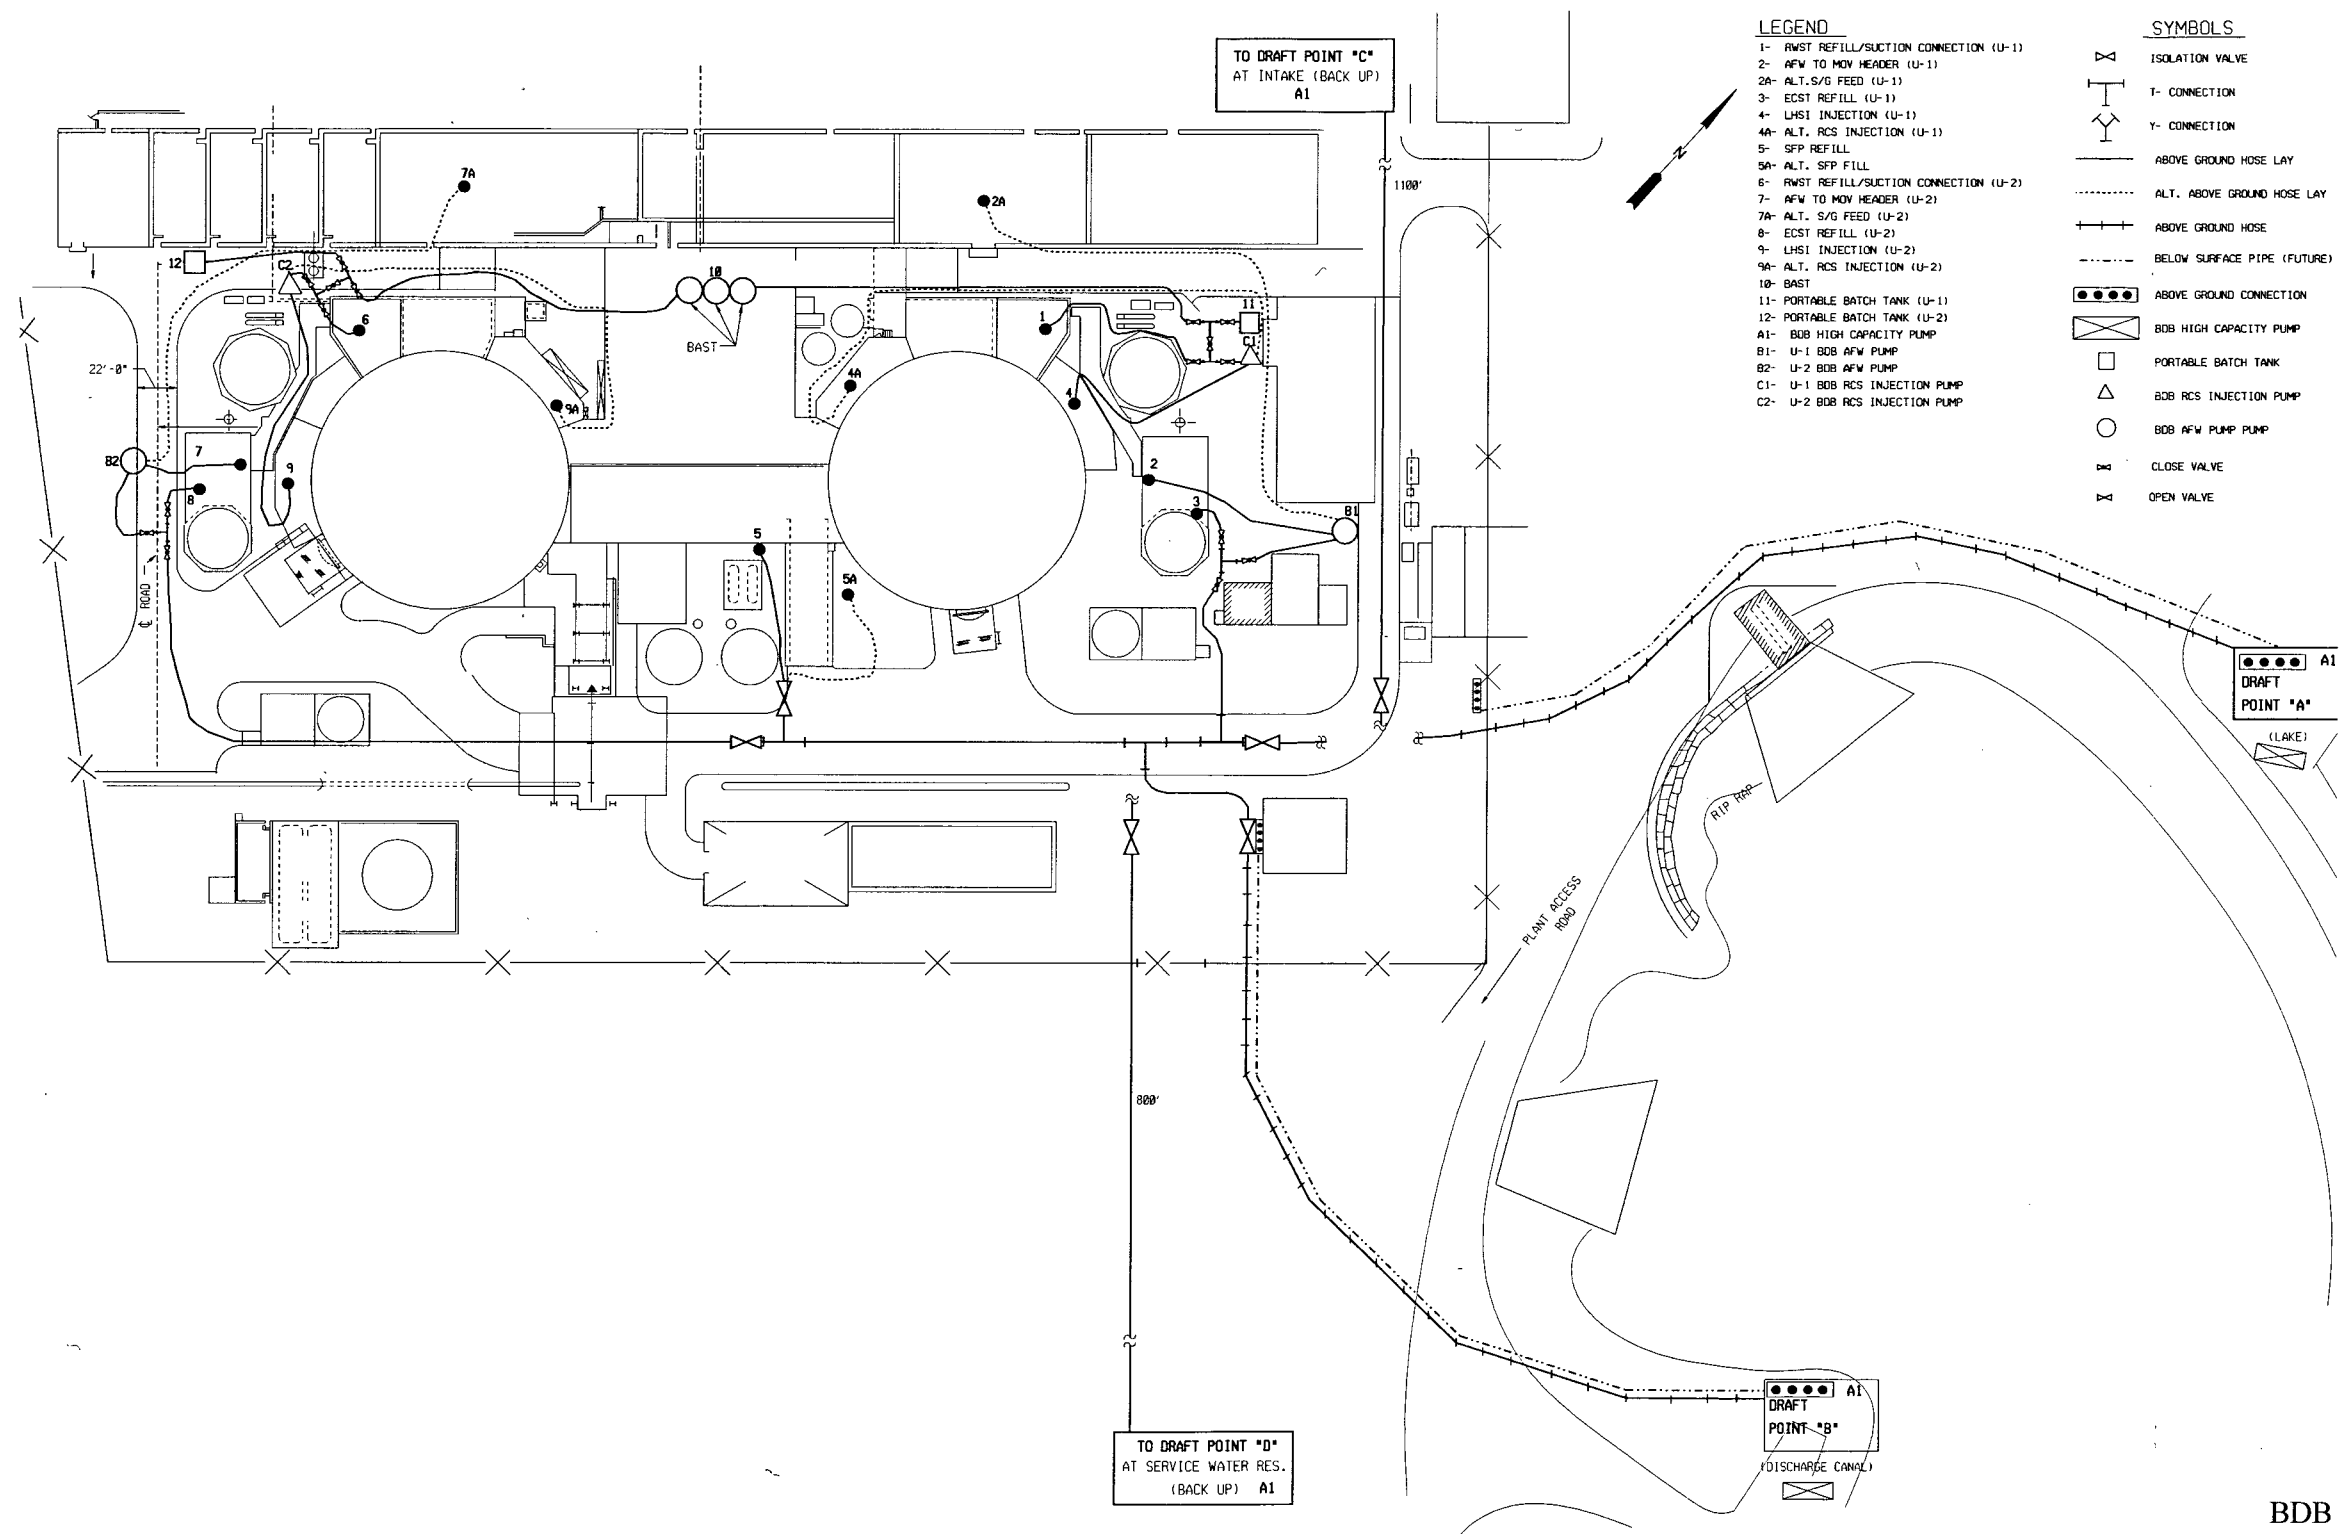 TO DRAFT POINT "C"
AT INTAKE (BACK UP)
A1
1100'
N
LEGEND
1- RWST REFILL/SUCTION CONNECTION (U-1)
2- AFW TO MOV HEADER (U-1)
2A- ALT.S/G FEED (U-1)
3- ECST REFILL (U-1)
4- LHSI INJECTION (U-1)
4A- ALT. RCS INJECTION (U-1)
5- SFP REFILL
5A- ALT. SFP FILL
6- RWST REFILL/SUCTION CONNECTION (U-2)
7- AFW TO MOV HEADER (U-2)
7A- ALT. S/G FEED (U-2)
8- ECST REFILL (U-2)
9- LHSI INJECTION (U-2)
9A- ALT. RCS INJECTION (U-2)
10- BAST
11- PORTABLE BATCH TANK (U-1)
12- PORTABLE BATCH TANK (U-2)
A1- BDB HIGH CAPACITY PUMP
B1- U-1 BDB AFW PUMP
B2- U-2 BDB AFW PUMP
C1- U-1 BDB RCS INJECTION PUMP
C2- U-2 BDB RCS INJECTION PUMP
SYMBOLS
ISOLATION VALVE
T- CONNECTION
Y- CONNECTION
ABOVE GROUND HOSE LAY
ALT. ABOVE GROUND HOSE LAY
ABOVE GROUND HOSE
BELOW SURFACE PIPE (FUTURE)
ABOVE GROUND CONNECTION
BDB HIGH CAPACITY PUMP
PORTABLE BATCH TANK
BDB RCS INJECTION PUMP
BDB AFW PUMP PUMP
CLOSE VALVE
OPEN VALVE
7A
2A
12
C2
10
11
6
BAST
1
C1
22'-0"
4A
9A
4
B2
7
9
8
2
3
B1
5
5A
℄ ROAD
A1
DRAFT
POINT "A"
(LAKE)
RIP RAP
PLANT ACCESS
ROAD
800'
A1
DRAFT
POINT "B"
(DISCHARGE CANAL)
TO DRAFT POINT "D"
AT SERVICE WATER RES.
(BACK UP) A1
BDB